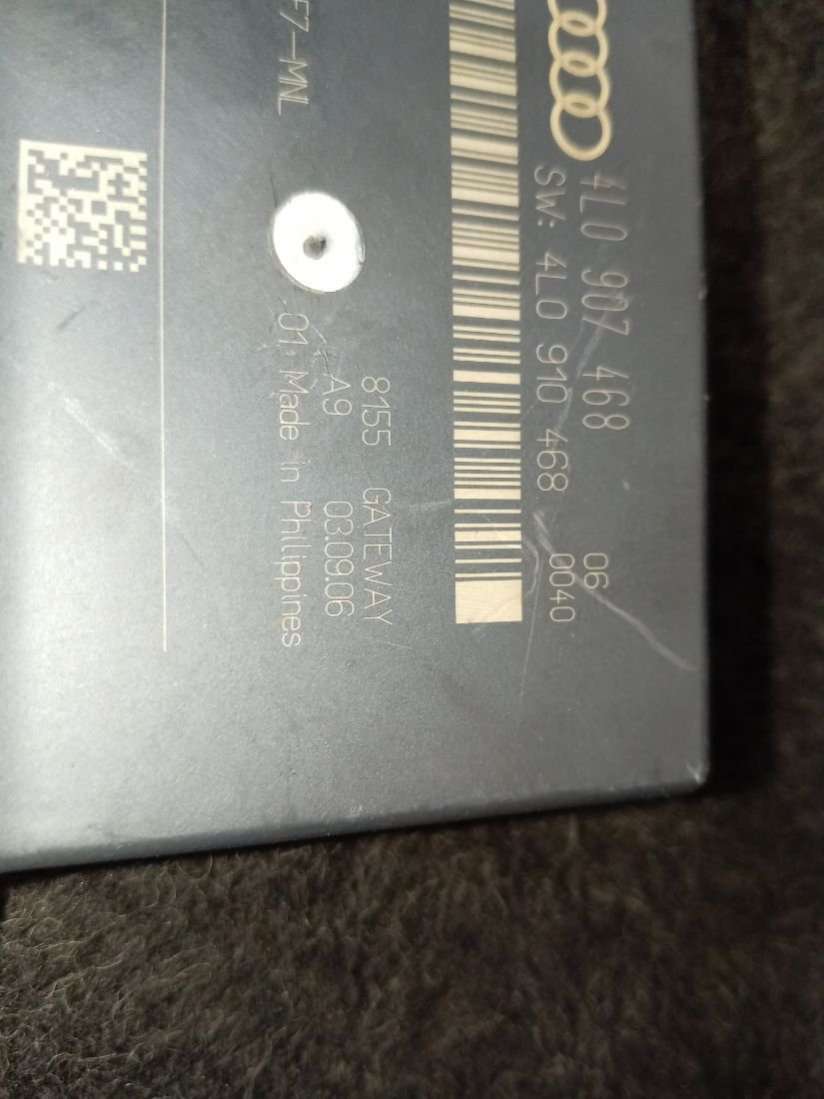 4L0 907 468 06
SW: 4L0 910 468 0040
8155 GATEWAY
A9 03.09.06
01 Made in Phillippines
F7-MNL